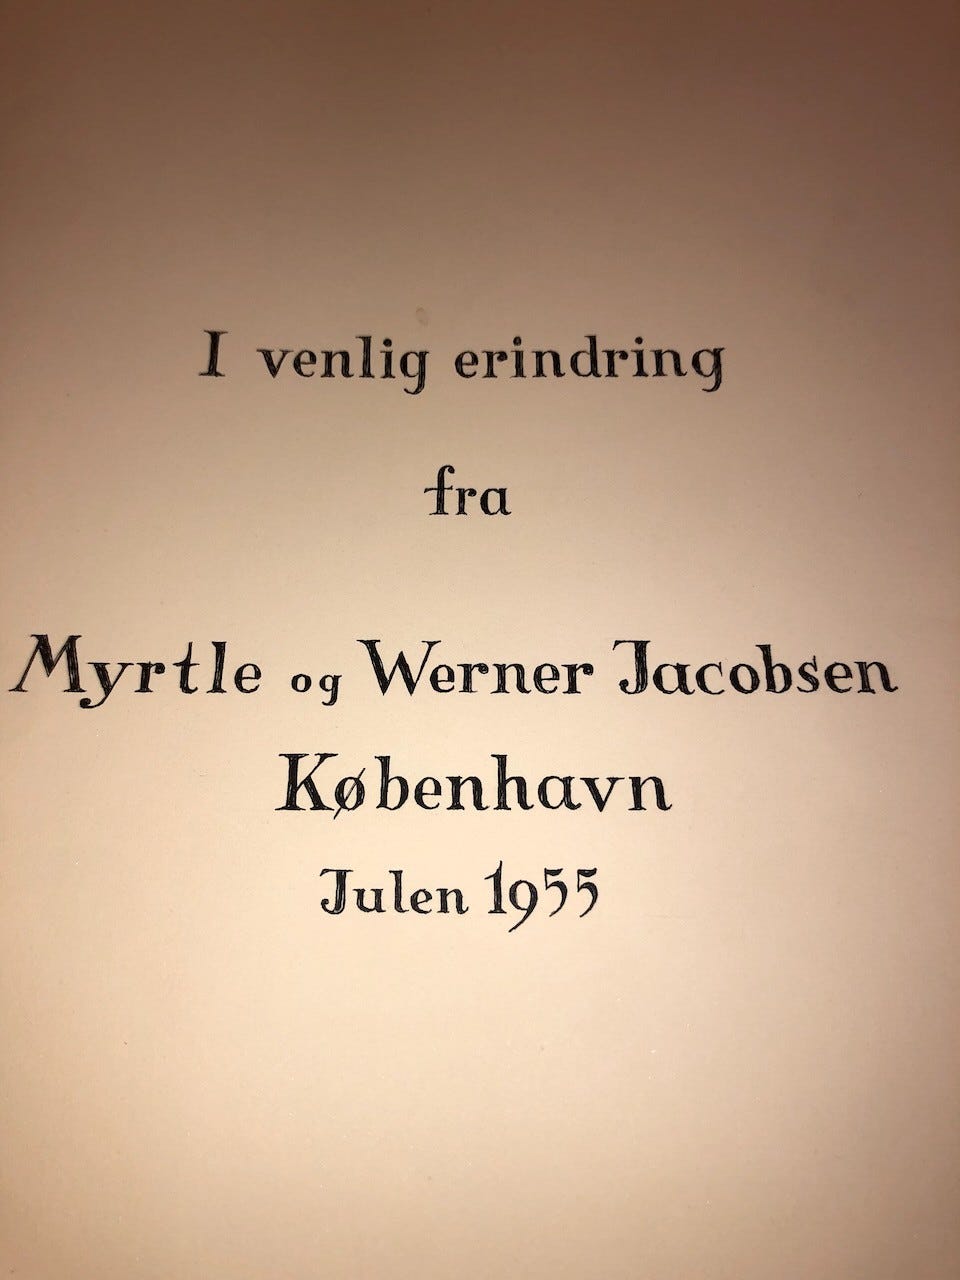 I venlig erindring
fra
Myrtle og Werner Jacobsen
København
Julen 1955